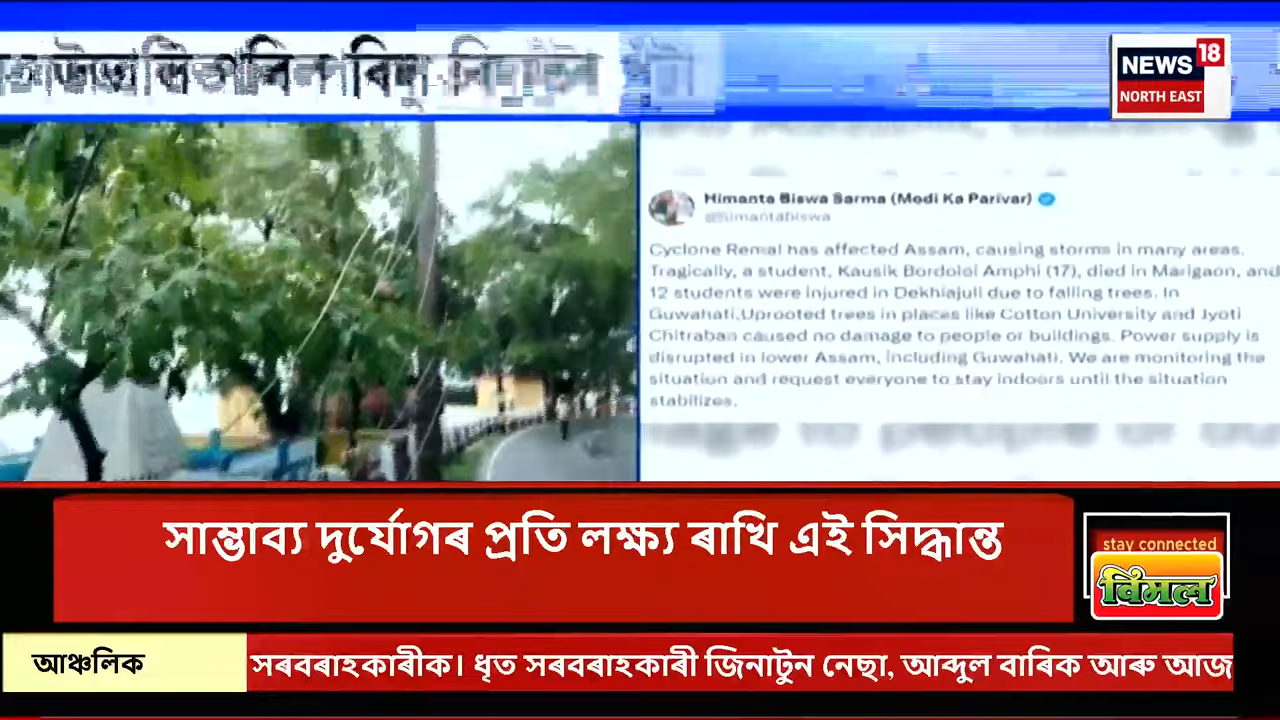 NEWS 18
NORTH EAST
Himanta Biswa Sarma (Modi Ka Parivar)
@himantabiswa
Cyclone Remal has affected Assam, causing storms in many areas.
Tragically, a student, Kausik Bordoloi Amphi (17), died in Marigaon, and
12 students were injured in Dekhiajuli due to falling trees. In
Guwahati,Uprooted trees in places like Cotton University and Jyoti
Chitraban caused no damage to people or buildings. Power supply is
disrupted in lower Assam, including Guwahati. We are monitoring the
situation and request everyone to stay indoors until the situation
stabilizes.
সাম্ভাব্য দুৰ্যোগৰ প্ৰতি লক্ষ্য ৰাখি এই সিদ্ধান্ত
stay connected
विमल
আঞ্চলিক
সৰবৰাহকাৰীক। ধৃত সৰবৰাহকাৰী জিনাটুন নেছা, আব্দুল বাৰিক আৰু আজ